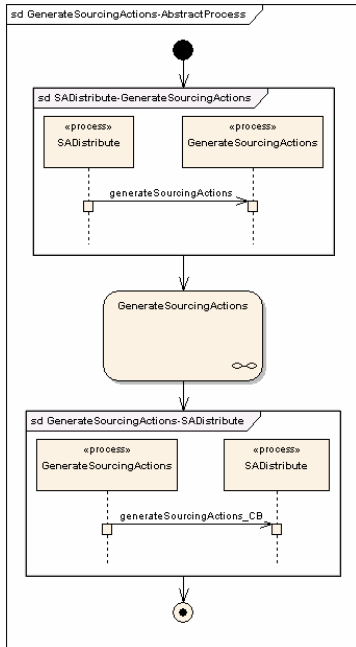 sd GenerateSourcingActions-AbstractProcess
sd SADistribute-GenerateSourcingActions
«process» «process»
SADistribute GenerateSourcingActions
generateSourcingActions
GenerateSourcingActions
sd GenerateSourcingActions-SADistribute
«process» «process»
GenerateSourcingActions SADistribute
generateSourcingActions_CB